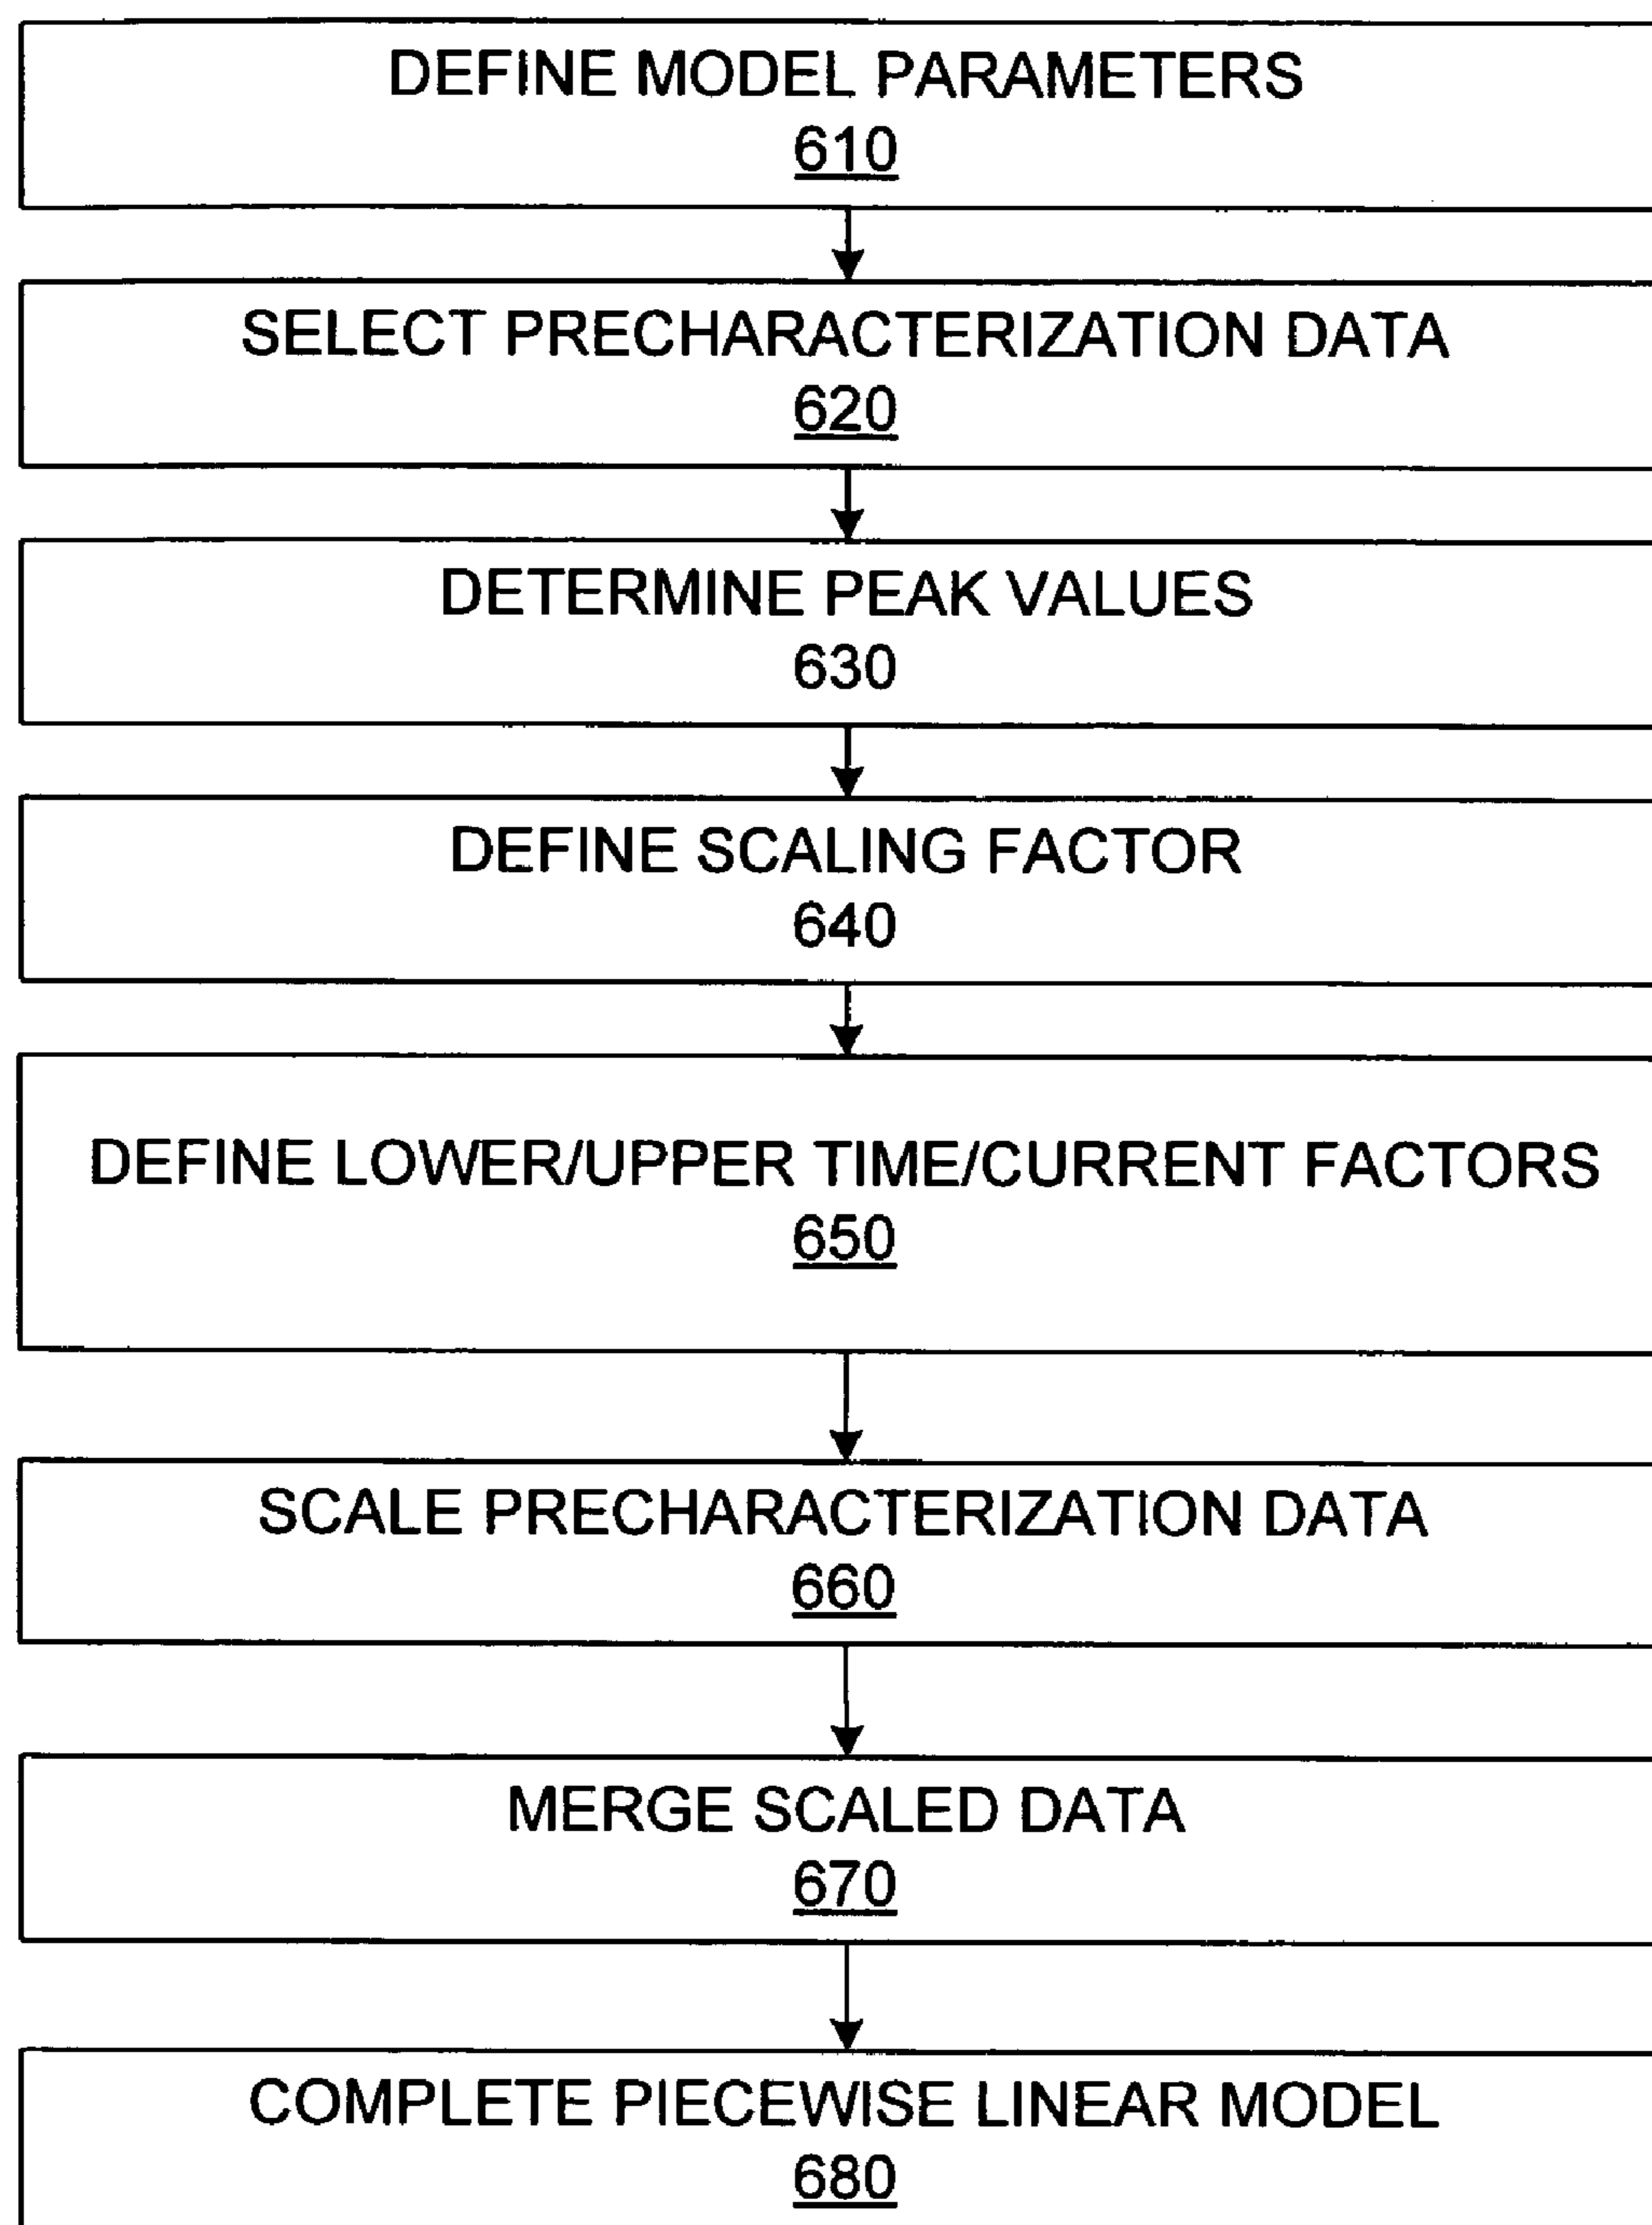 DEFINE MODEL PARAMETERS
610
SELECT PRECHARACTERIZATION DATA
620
DETERMINE PEAK VALUES
630
DEFINE SCALING FACTOR
640
DEFINE LOWER/UPPER TIME/CURRENT FACTORS
650
SCALE PRECHARACTERIZATION DATA
660
MERGE SCALED DATA
670
COMPLETE PIECEWISE LINEAR MODEL
680